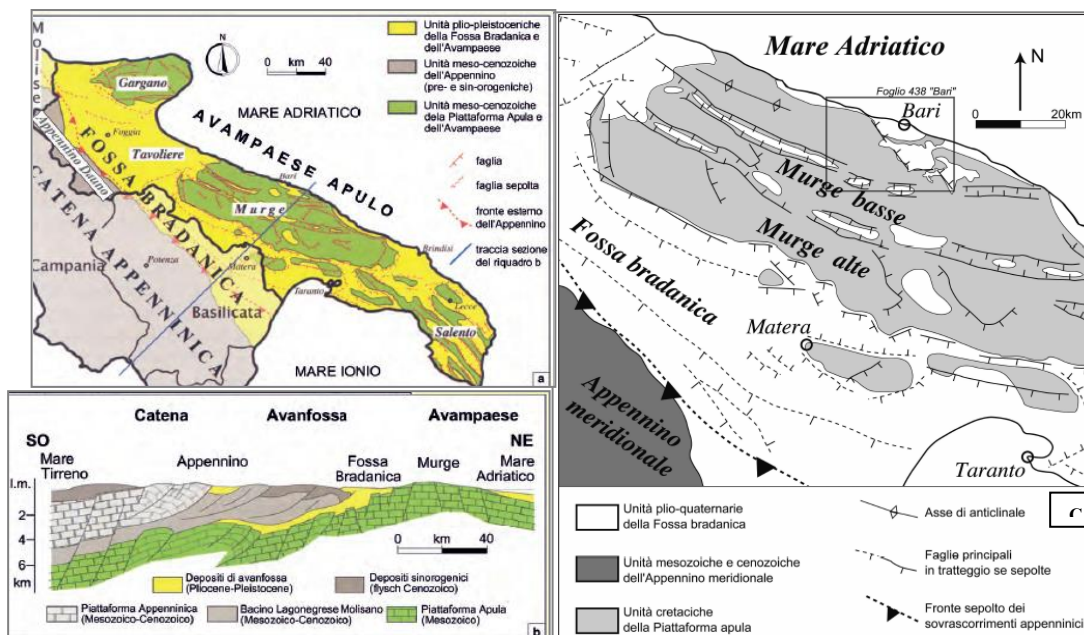 Molise
N
km
0 40
Gargano
MARE ADRIATICO
Foggia
Tavoliere
AVAMPAESE APULO
FOSSA BRADANICA
Appennino Dauno
CATENA APPENNINICA
Bari
Murge
Campania
Potenza
Matera
Basilicata
Taranto
Brindisi
Lecce
Salento
MARE IONIO
Unità plio-pleistoceniche
della Fossa Bradanica e
dell'Avampaese
Unità meso-cenozoiche
dell'Appennino
(pre- e sin-orogeniche)
Unità meso-cenozoiche
dela Piattaforma Apula e
dell'Avampaese
faglia
faglia sepolta
fronte esterno
dell'Appennino
traccia sezione
del riquadro b
a
Catena Avanfossa Avampaese
SO NE
Mare
Tirreno
Appennino
Fossa
Bradanica
Murge
Mare
Adriatico
l.m.
2
4
6
km
km
0 40
Depositi di avanfossa
(Pliocene-Pleistocene)
Depositi sinorogenici
(flysch Cenozoico)
Piattaforma Appenninica
(Mesozoico-Cenozoico)
Bacino Lagonegrese Molisano
(Mesozoico-Cenozoico)
Piattaforma Apula
(Mesozoico)
b
Mare Adriatico
N
Foglio 438 "Bari"
Bari
0 20km
Murge basse
Murge alte
Fossa bradanica
Matera
Appennino
meridionale
Taranto
Unità plio-quaternarie
della Fossa bradanica
Unità mesozoiche e cenozoiche
dell'Appennino meridionale
Unità cretaciche
della Piattaforma apula
Asse di anticlinale
Faglie principali
in tratteggio se sepolte
Fronte sepolto dei
sovrascorrimenti appenninici